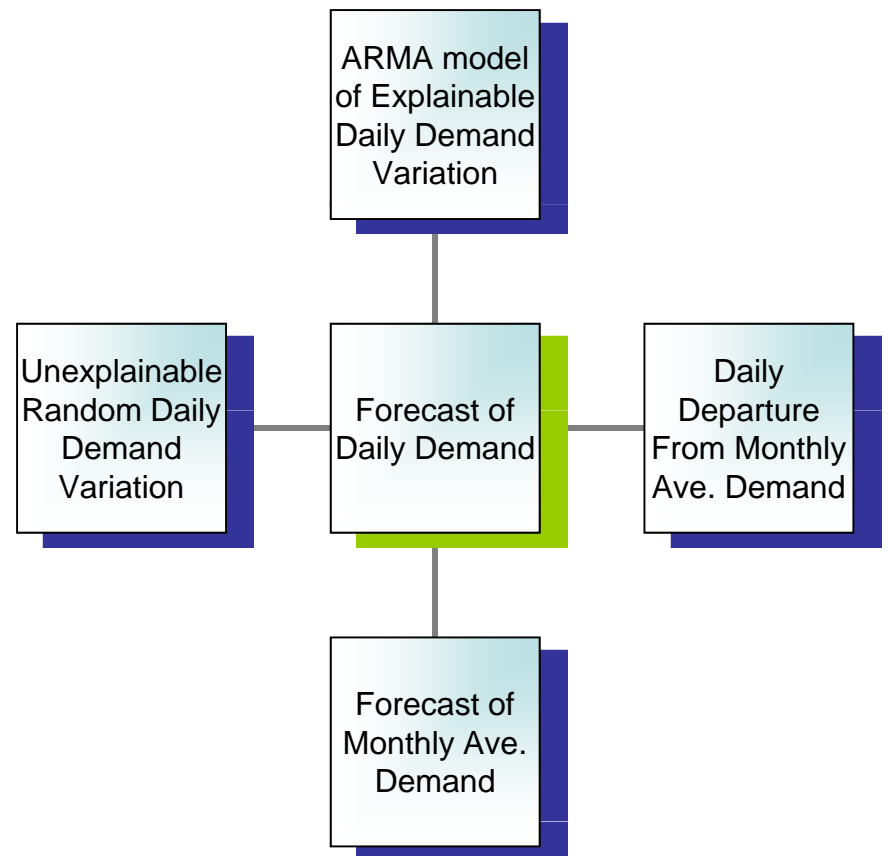 ARMA model
of Explainable
Daily Demand
Variation
Unexplainable
Random Daily
Demand
Variation
Forecast of
Daily Demand
Daily
Departure
From Monthly
Ave. Demand
Forecast of
Monthly Ave.
Demand